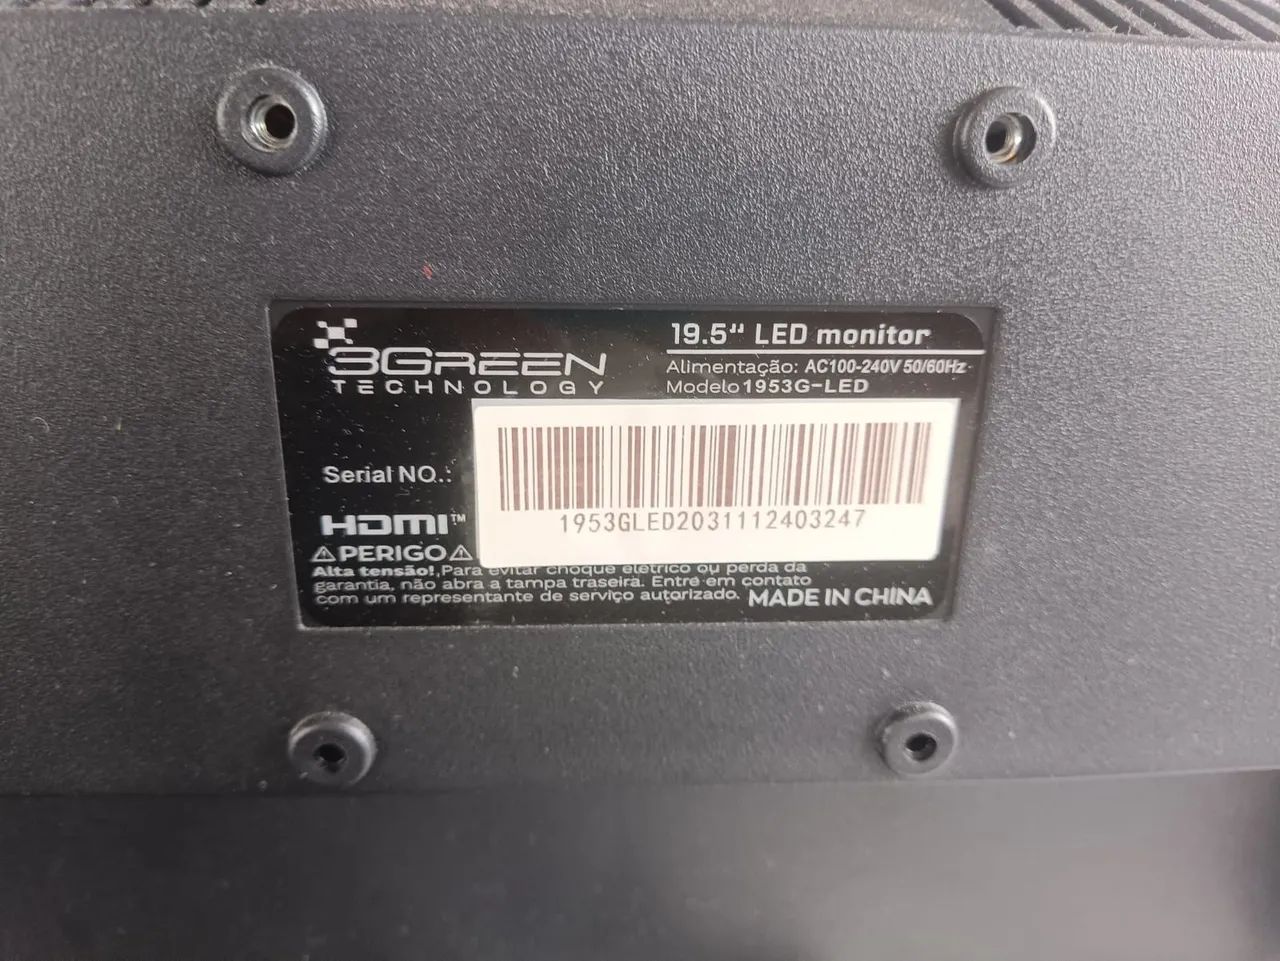 3GREEN
TECHNOLOGY
19.5" LED monitor
Alimentação: AC100-240V 50/60Hz
Modelo 1953G-LED
Serial NO.:
1953GLED2031112403247
HDMI™
⚠PERIGO⚠
Alta tensão!,Para evitar choque elétrico ou perda da
garantia, não abra a tampa traseira. Entre em contato
com um representante de serviço autorizado. MADE IN CHINA